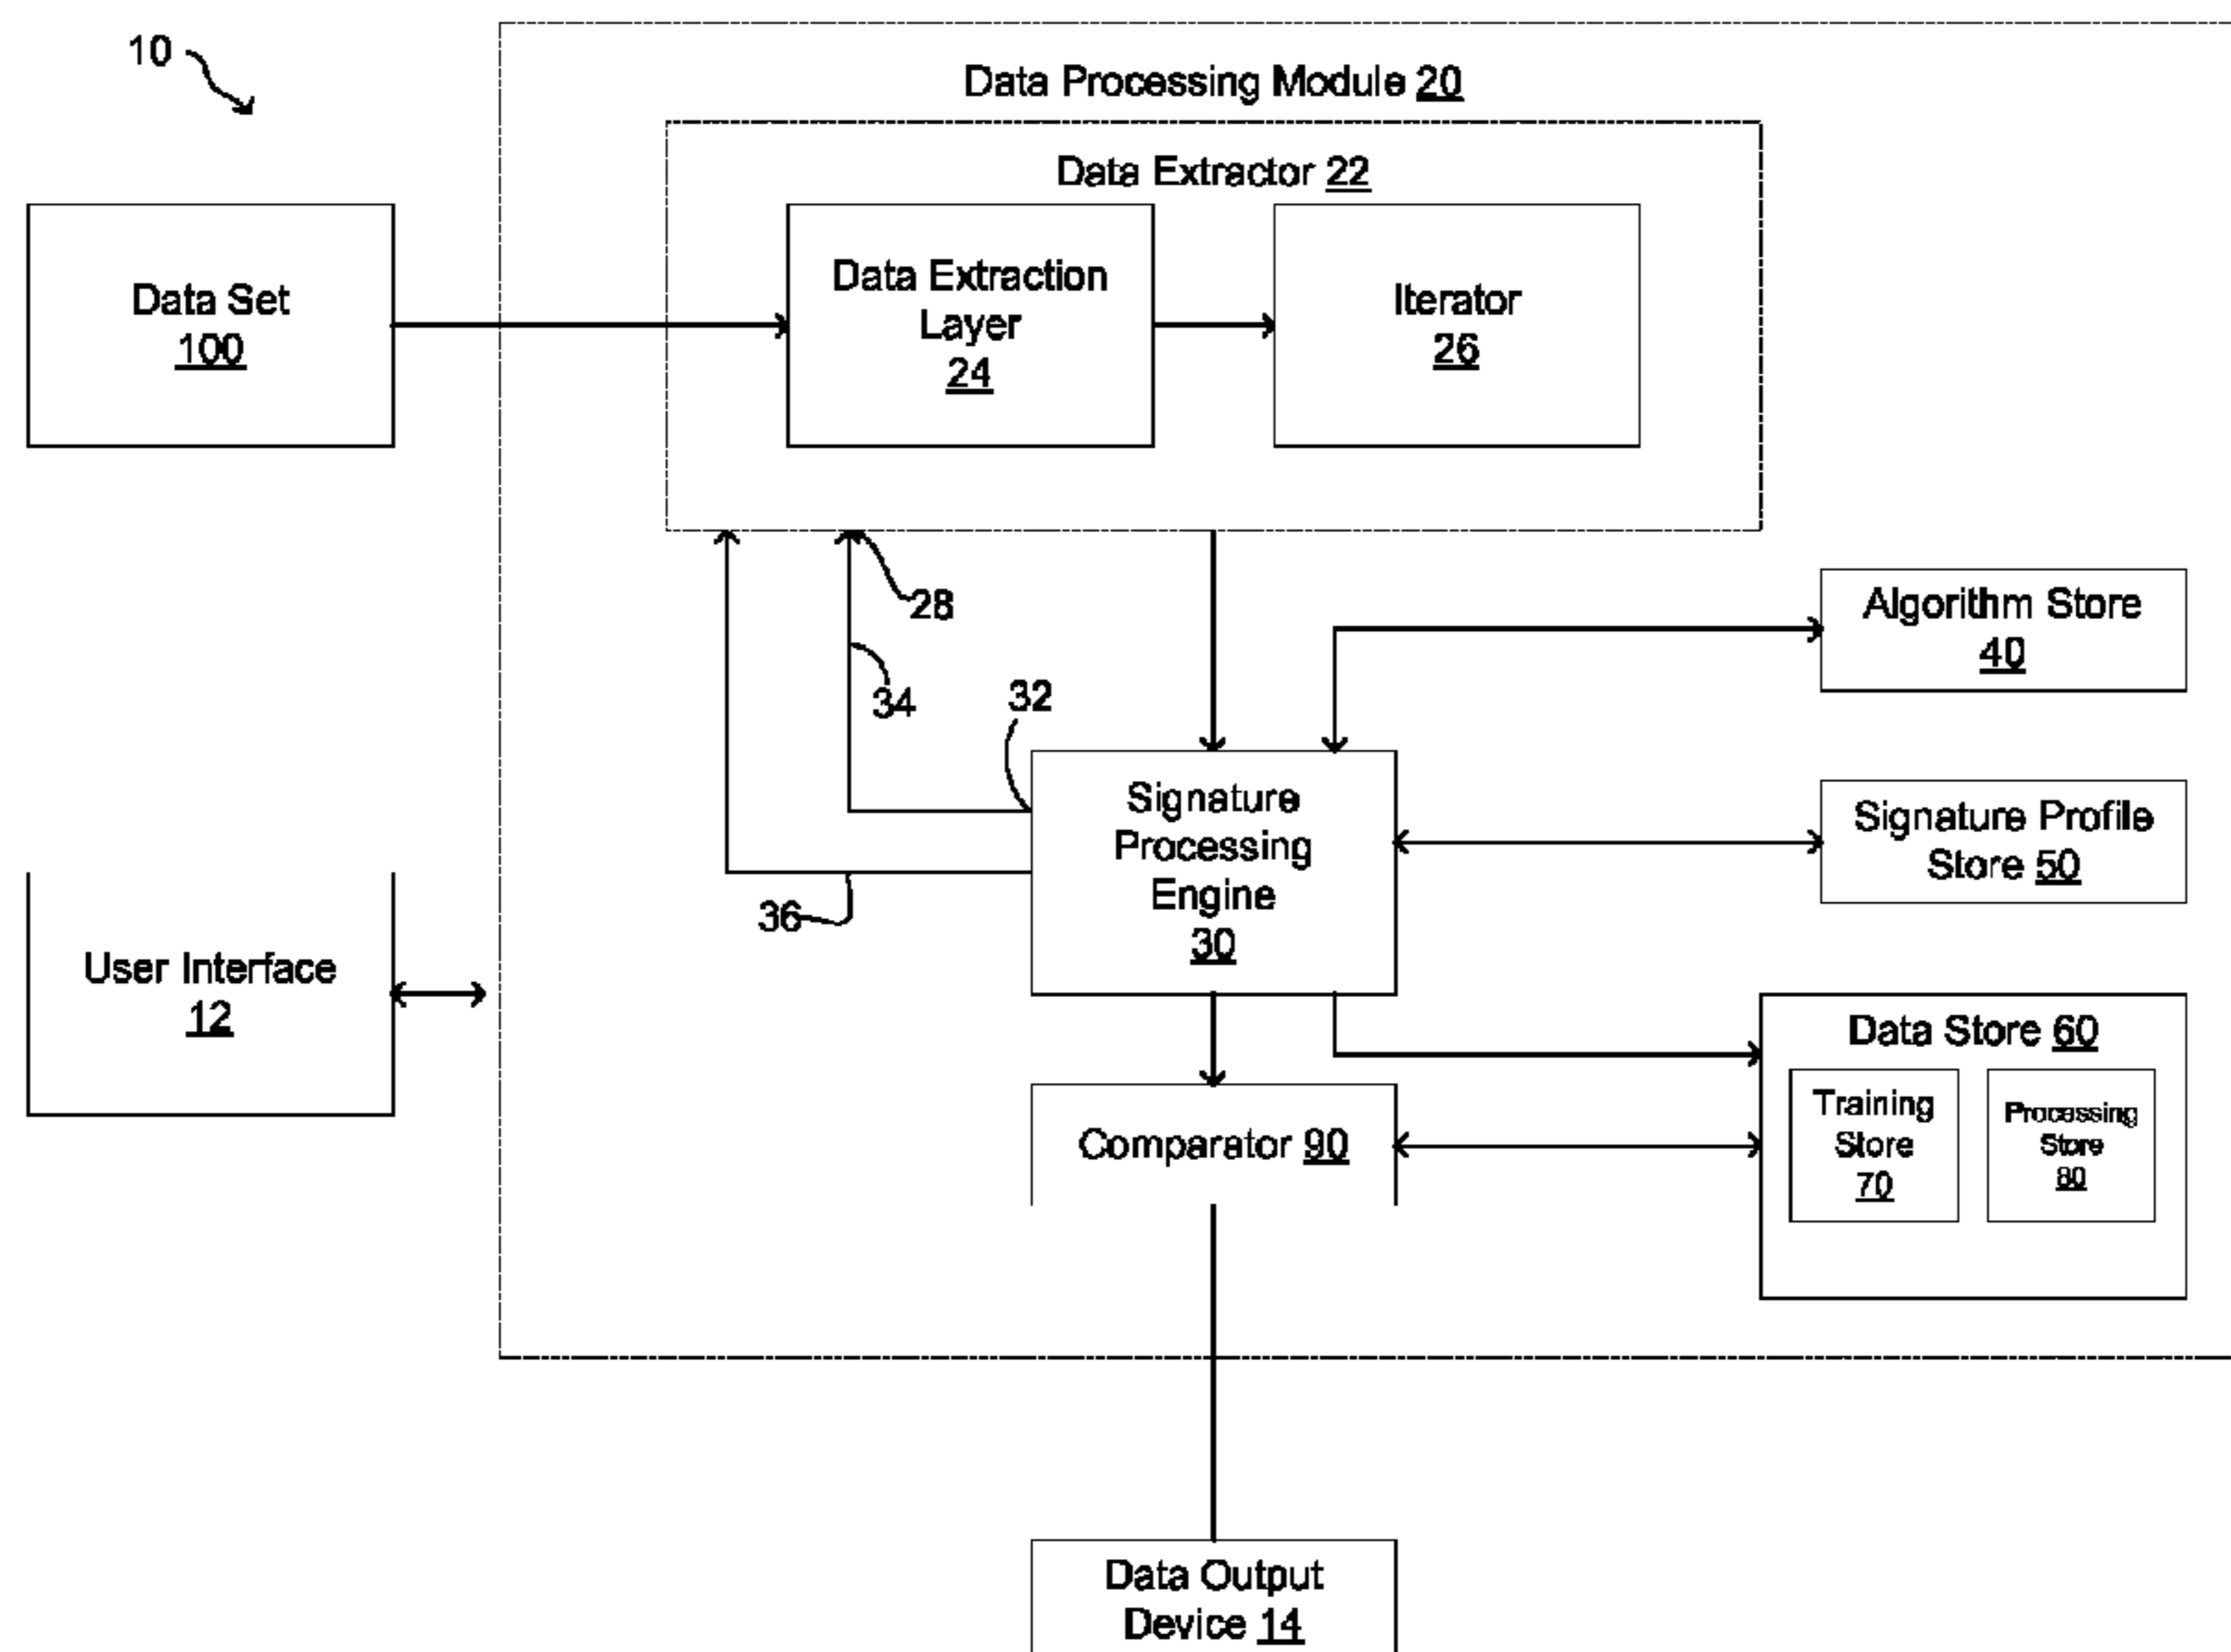 10
Data Processing Module 20
Data Extractor 22
Data Set
100
Data Extraction
Layer
24
Iterator
26
28
34
32
36
Algorithm Store
40
Signature
Processing
Engine
30
Signature Profile
Store 50
User Interface
12
Data Store 60
Training
Store
70
Processing
Store
80
Comparator 90
Data Output
Device 14